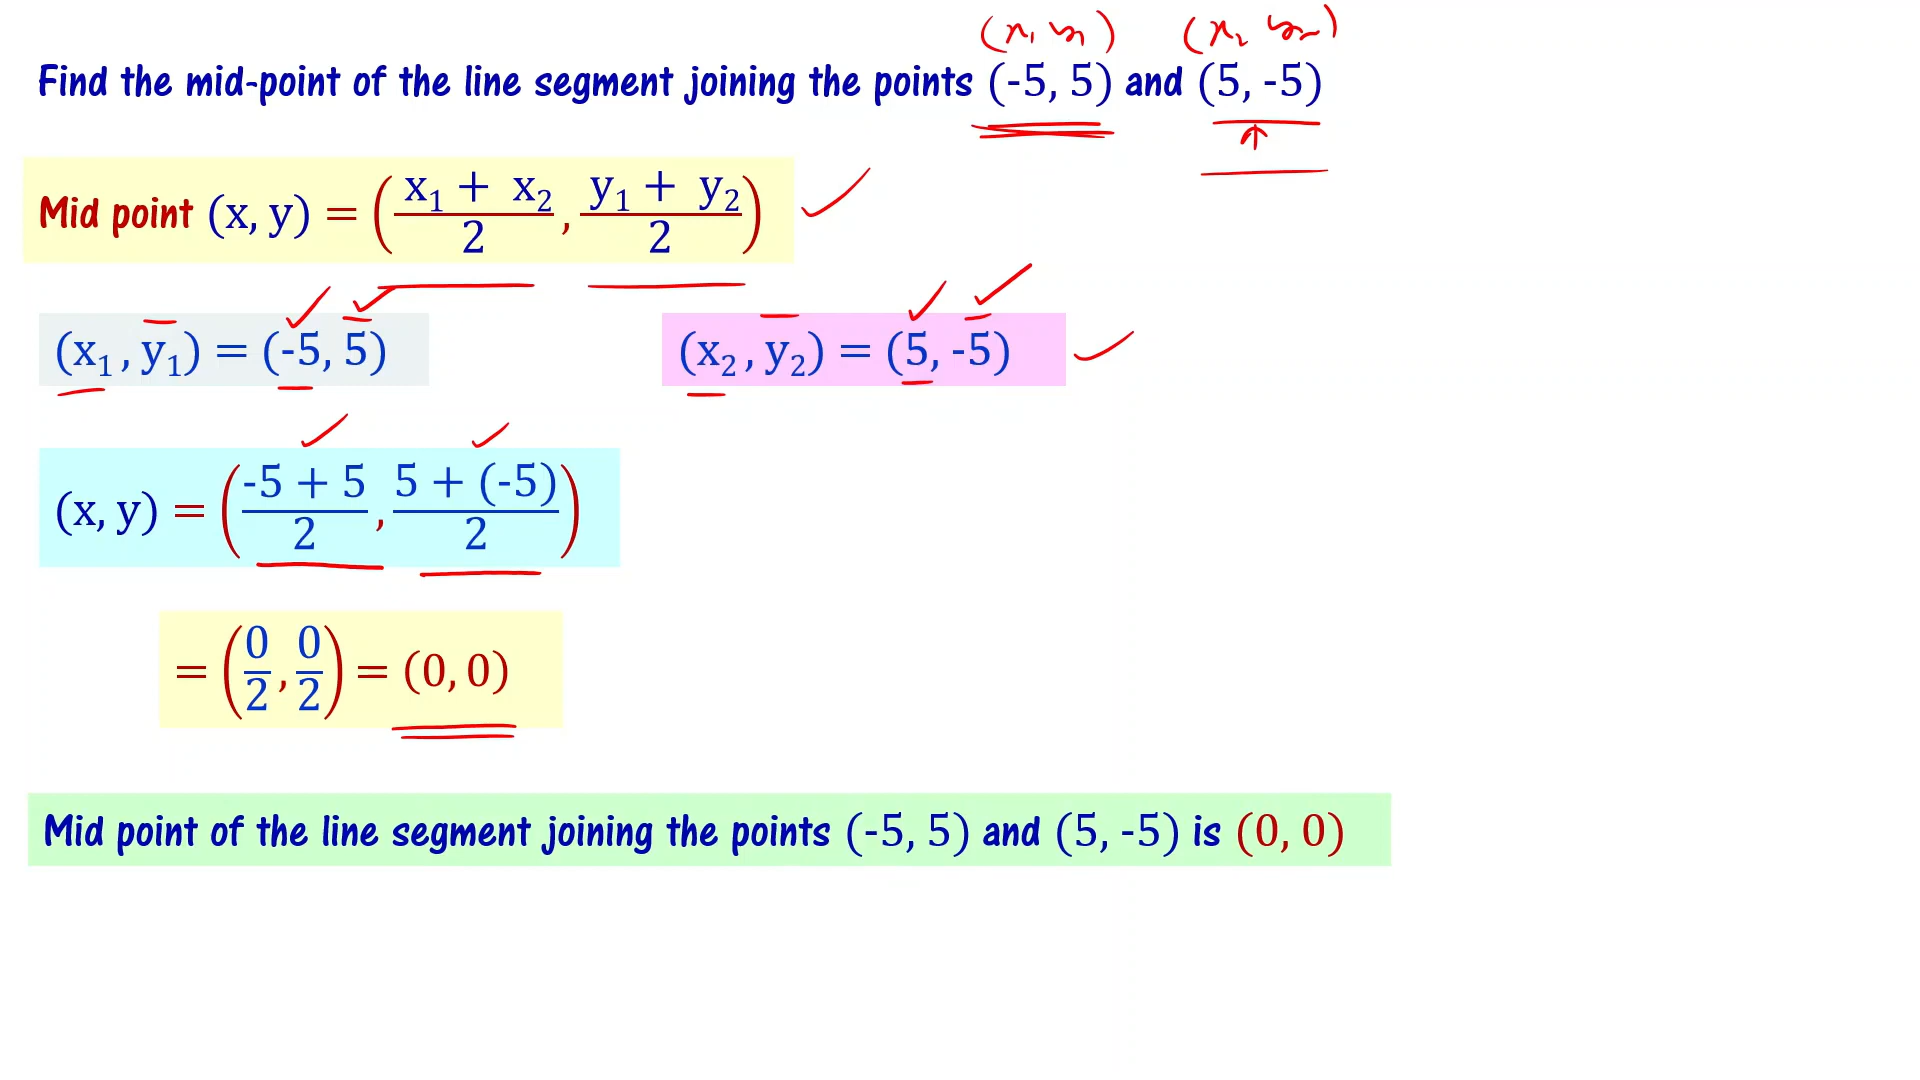 (x₁ y₁) (x₂ y₂)
Find the mid-point of the line segment joining the points (-5, 5) and (5, -5)
Mid point (x, y) = ((x₁ + x₂)/2, (y₁ + y₂)/2)
(x₁, y₁) = (-5, 5) (x₂, y₂) = (5, -5)
(x, y) = ((-5 + 5)/2, (5 + (-5))/2)
= (0/2, 0/2) = (0, 0)
Mid point of the line segment joining the points (-5, 5) and (5, -5) is (0, 0)